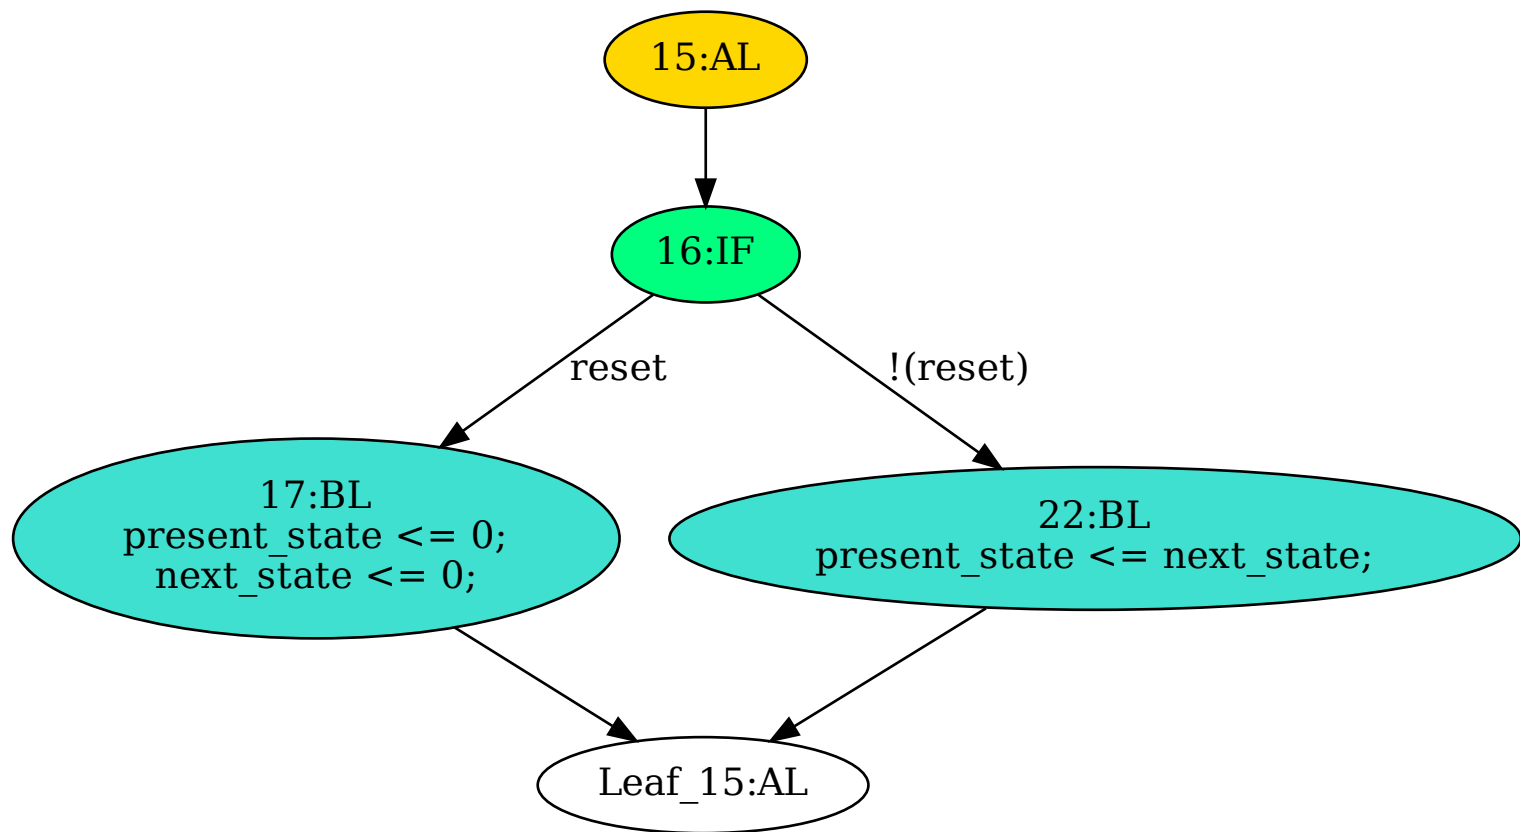 15:AL
16:IF
reset
!(reset)
17:BL
present_state <= 0;
next_state <= 0;
22:BL
present_state <= next_state;
Leaf_15:AL